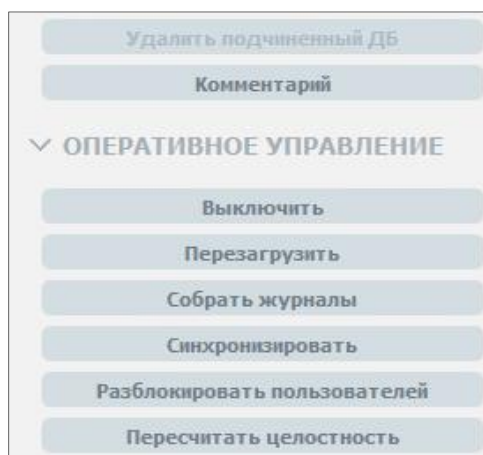 Удалить подчиненный ДБ
Комментарий
ОПЕРАТИВНОЕ УПРАВЛЕНИЕ
Выключить
Перезагрузить
Собрать журналы
Синхронизировать
Разблокировать пользователей
Пересчитать целостность